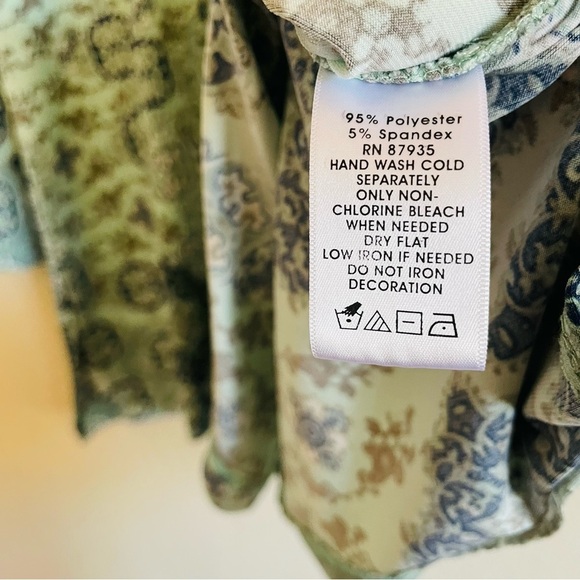 95% Polyester
5% Spandex
RN 87935
HAND WASH COLD
SEPARATELY
ONLY NON-
CHLORINE BLEACH
WHEN NEEDED
DRY FLAT
LOW IRON IF NEEDED
DO NOT IRON
DECORATION